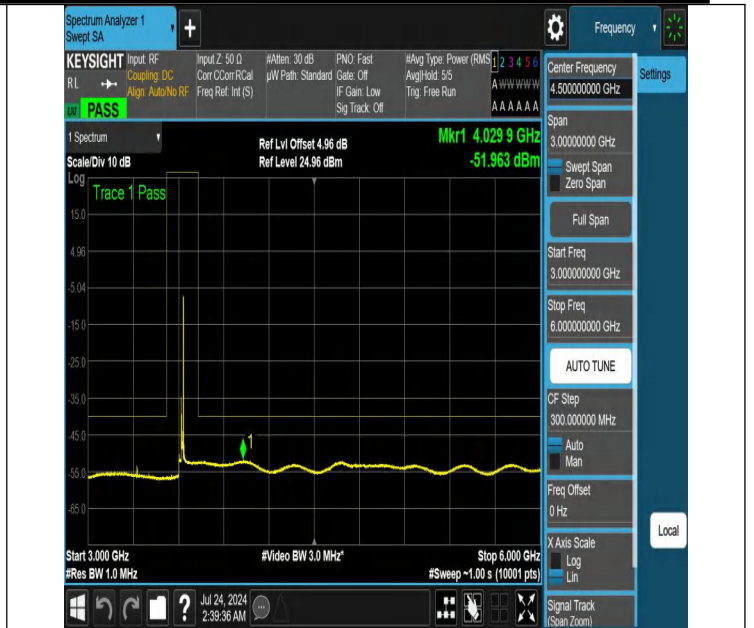 Spectrum Analyzer 1
Swept SA
Frequency
KEYSIGHT
RL
PASS
Input: RF
Coupling: DC
Align: Auto/No RF
Input Z: 50 Ω
Corr CCorr RCal
Freq Ref: Int (S)
#Atten: 30 dB
µW Path: Standard
PNO: Fast
Gate: Off
IF Gain: Low
Sig Track: Off
#Avg Type: Power (RMS
Avg|Hold: 5/5
Trig: Free Run
1 2 3 4 5 6
A W W W W W
A A A A A A
1 Spectrum
Scale/Div 10 dB
Ref Lvl Offset 4.96 dB
Ref Level 24.96 dBm
Mkr1 4.029 9 GHz
-51.963 dBm
Log
Trace 1 Pass
15.0
4.96
-5.04
-15.0
-25.0
-35.0
-45.0
-55.0
-65.0
1
Start 3.000 GHz
#Res BW 1.0 MHz
#Video BW 3.0 MHz*
Stop 6.000 GHz
#Sweep ~1.00 s (10001 pts)
?
Jul 24, 2024
2:39:36 AM
Center Frequency
4.500000000 GHz
Span
3.00000000 GHz
Swept Span
Zero Span
Full Span
Start Freq
3.000000000 GHz
Stop Freq
6.000000000 GHz
AUTO TUNE
CF Step
300.000000 MHz
Auto
Man
Freq Offset
0 Hz
X Axis Scale
Log
Lin
Signal Track
(Span Zoom)
Settings
Local